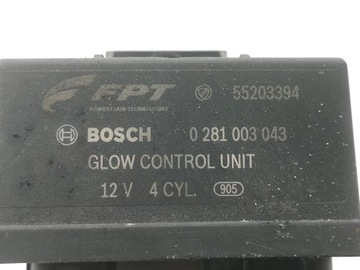 FPT 55203394
POWERTRAIN TECHNOLOGIES
BOSCH 0 281 003 043
GLOW CONTROL UNIT
12 V 4 CYL. 905